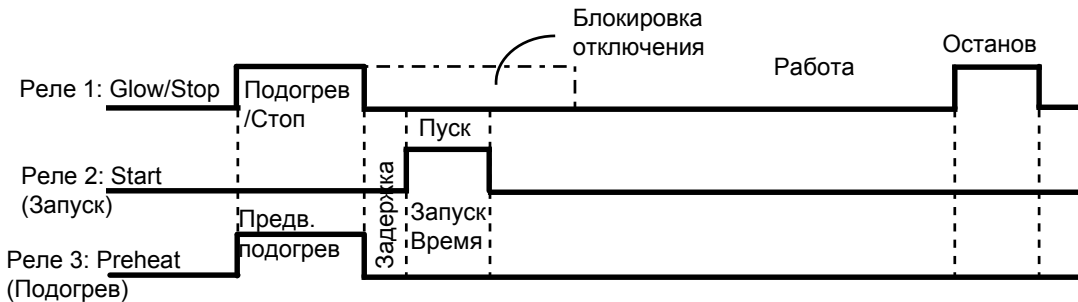 Блокировка
отключения
Работа
Останов
Реле 1: Glow/Stop
Подогрев
/Стоп
Пуск
Реле 2: Start
(Запуск)
Задержка
Запуск
Время
Предв.
подогрев
Реле 3: Preheat
(Подогрев)